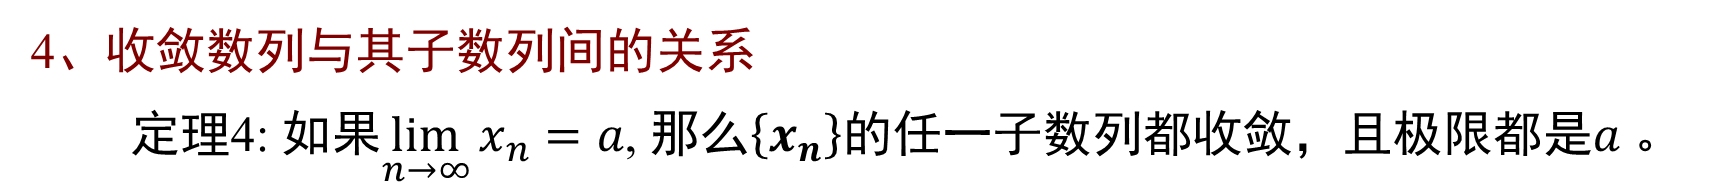 4、收敛数列与其子数列间的关系
定理4: 如果$\lim_{n \to \infty} x_n = a$, 那么{$x_n$}的任一子数列都收敛，且极限都是$a$ 。